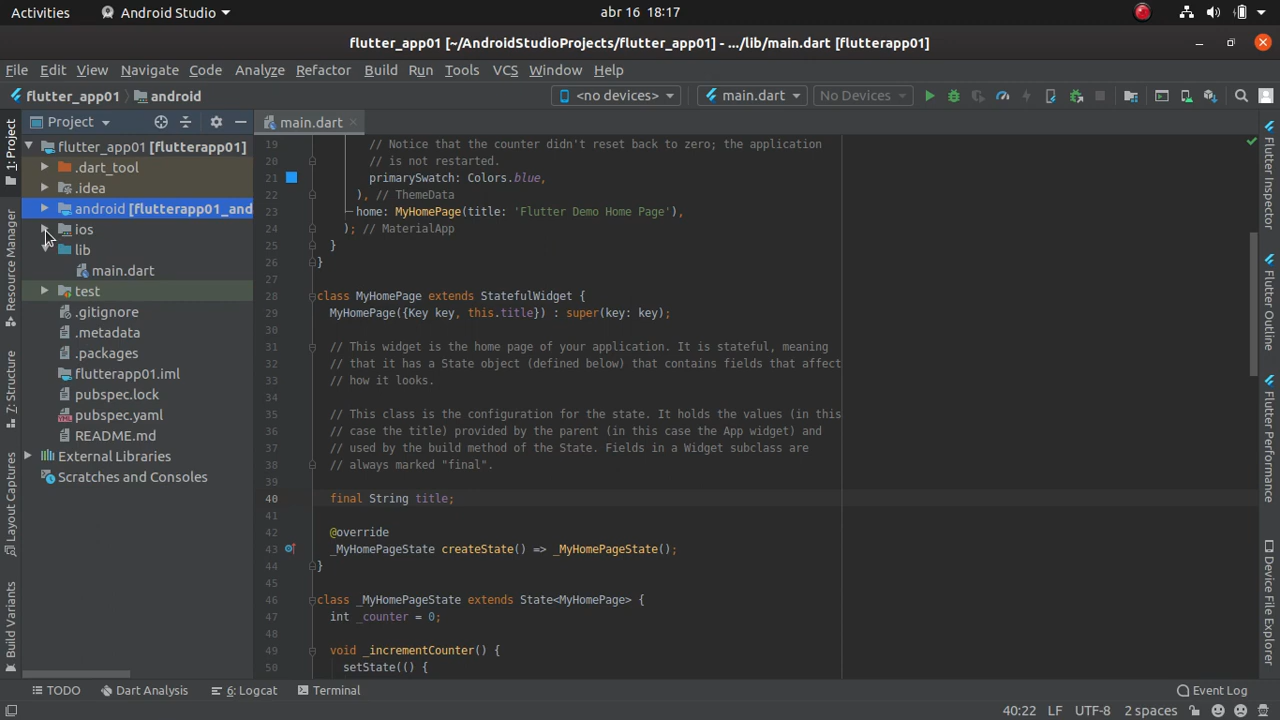 Activities
Android Studio
abr 16 18:17
flutter_app01 [~/AndroidStudioProjects/flutter_app01] - .../lib/main.dart [flutterapp01]
File Edit View Navigate Code Analyze Refactor Build Run Tools VCS Window Help
flutter_app01 android <no devices> main.dart No Devices
1: Project
Resource Manager
7: Structure
Layout Captures
Build Variants
Project
flutter_app01 [flutterapp01]
.dart_tool
.idea
android [flutterapp01_and
ios
lib
main.dart
test
.gitignore
.metadata
.packages
flutterapp01.iml
pubspec.lock
pubspec.yaml
README.md
External Libraries
Scratches and Consoles
main.dart
19 // Notice that the counter didn't reset back to zero; the application
20 // is not restarted.
21 primarySwatch: Colors.blue,
22 ), // ThemeData
23 home: MyHomePage(title: 'Flutter Demo Home Page'),
24 ); // MaterialApp
25 }
26 }
27
28 class MyHomePage extends StatefulWidget {
29 MyHomePage({Key key, this.title}) : super(key: key);
30
31 // This widget is the home page of your application. It is stateful, meaning
32 // that it has a State object (defined below) that contains fields that affect
33 // how it looks.
34
35 // This class is the configuration for the state. It holds the values (in this
36 // case the title) provided by the parent (in this case the App widget) and
37 // used by the build method of the State. Fields in a Widget subclass are
38 // always marked "final".
39
40 final String title;
41
42 @override
43 _MyHomePageState createState() => _MyHomePageState();
44 }
45
46 class _MyHomePageState extends State<MyHomePage> {
47 int _counter = 0;
48
49 void _incrementCounter() {
50 setState(() {
Flutter Inspector
Flutter Outline
Flutter Performance
Device File Explorer
TODO Dart Analysis 6: Logcat Terminal Event Log
40:22 LF UTF-8 2 spaces